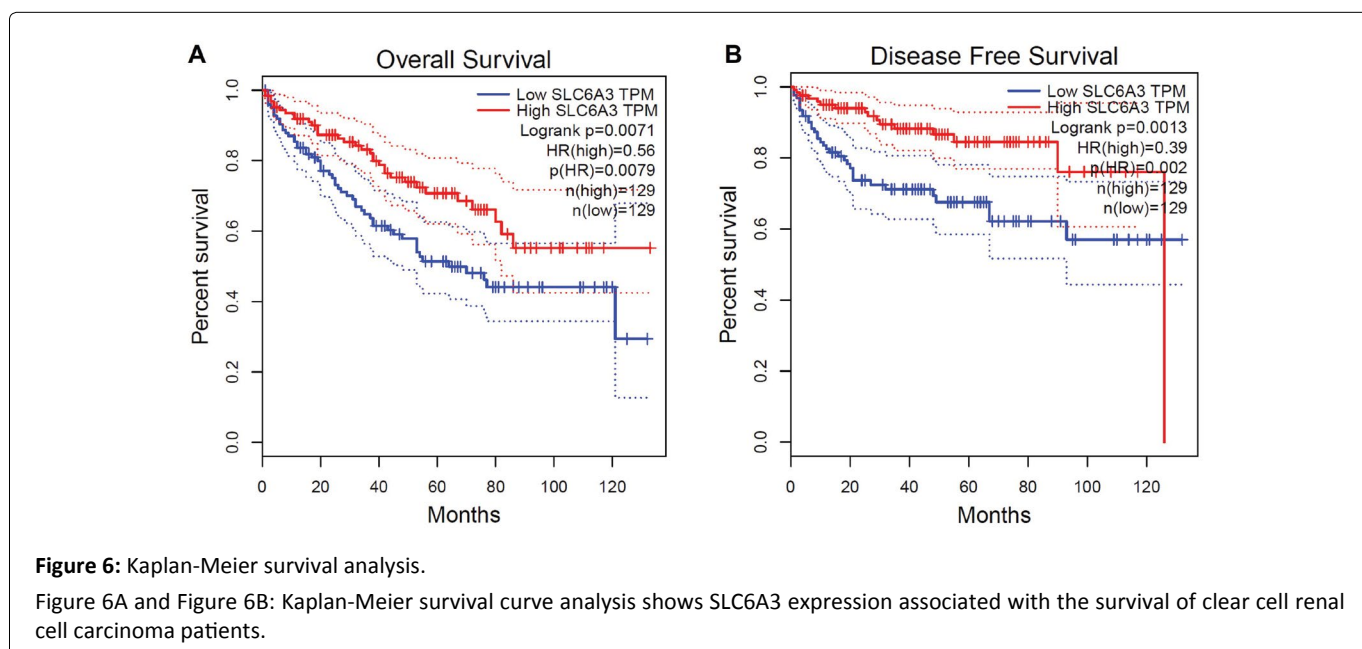 A
Overall Survival
Low SLC6A3 TPM
High SLC6A3 TPM
Logrank p=0.0071
HR(high)=0.56
p(HR)=0.0079
n(high)=129
n(low)=129
Percent survival
1.0
0.8
0.6
0.4
0.2
0.0
0 20 40 60 80 100 120
Months
B
Disease Free Survival
Low SLC6A3 TPM
High SLC6A3 TPM
Logrank p=0.0013
HR(high)=0.39
p(HR)=0.002
n(high)=129
n(low)=129
Percent survival
1.0
0.8
0.6
0.4
0.2
0.0
0 20 40 60 80 100 120
Months
Figure 6: Kaplan-Meier survival analysis.
Figure 6A and Figure 6B: Kaplan-Meier survival curve analysis shows SLC6A3 expression associated with the survival of clear cell renal
cell carcinoma patients.